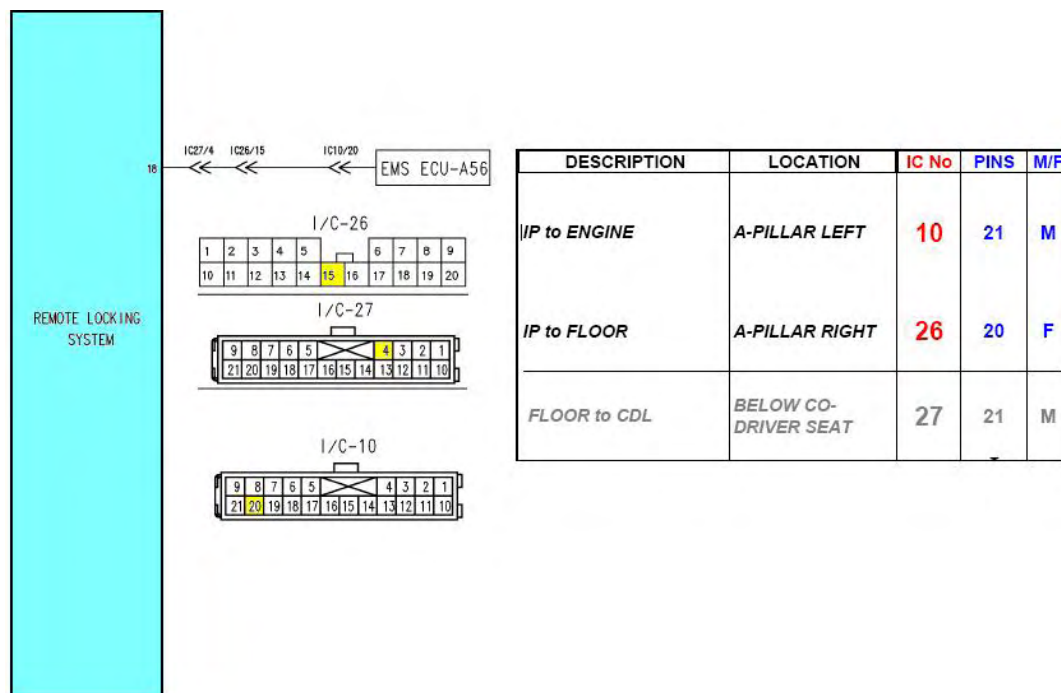 REMOTE LOCKING
SYSTEM
18
IC27/4 IC26/15 IC10/20
EMS ECU-A56
I/C-26
1 2 3 4 5 6 7 8 9
10 11 12 13 14 15 16 17 18 19 20
I/C-27
9 8 7 6 5 4 3 2 1
21 20 19 18 17 16 15 14 13 12 11 10
I/C-10
9 8 7 6 5 4 3 2 1
21 20 19 18 17 16 15 14 13 12 11 10
DESCRIPTION LOCATION IC No PINS M/F
IP to ENGINE A-PILLAR LEFT 10 21 M
IP to FLOOR A-PILLAR RIGHT 26 20 F
FLOOR to CDL BELOW CO-
DRIVER SEAT 27 21 M